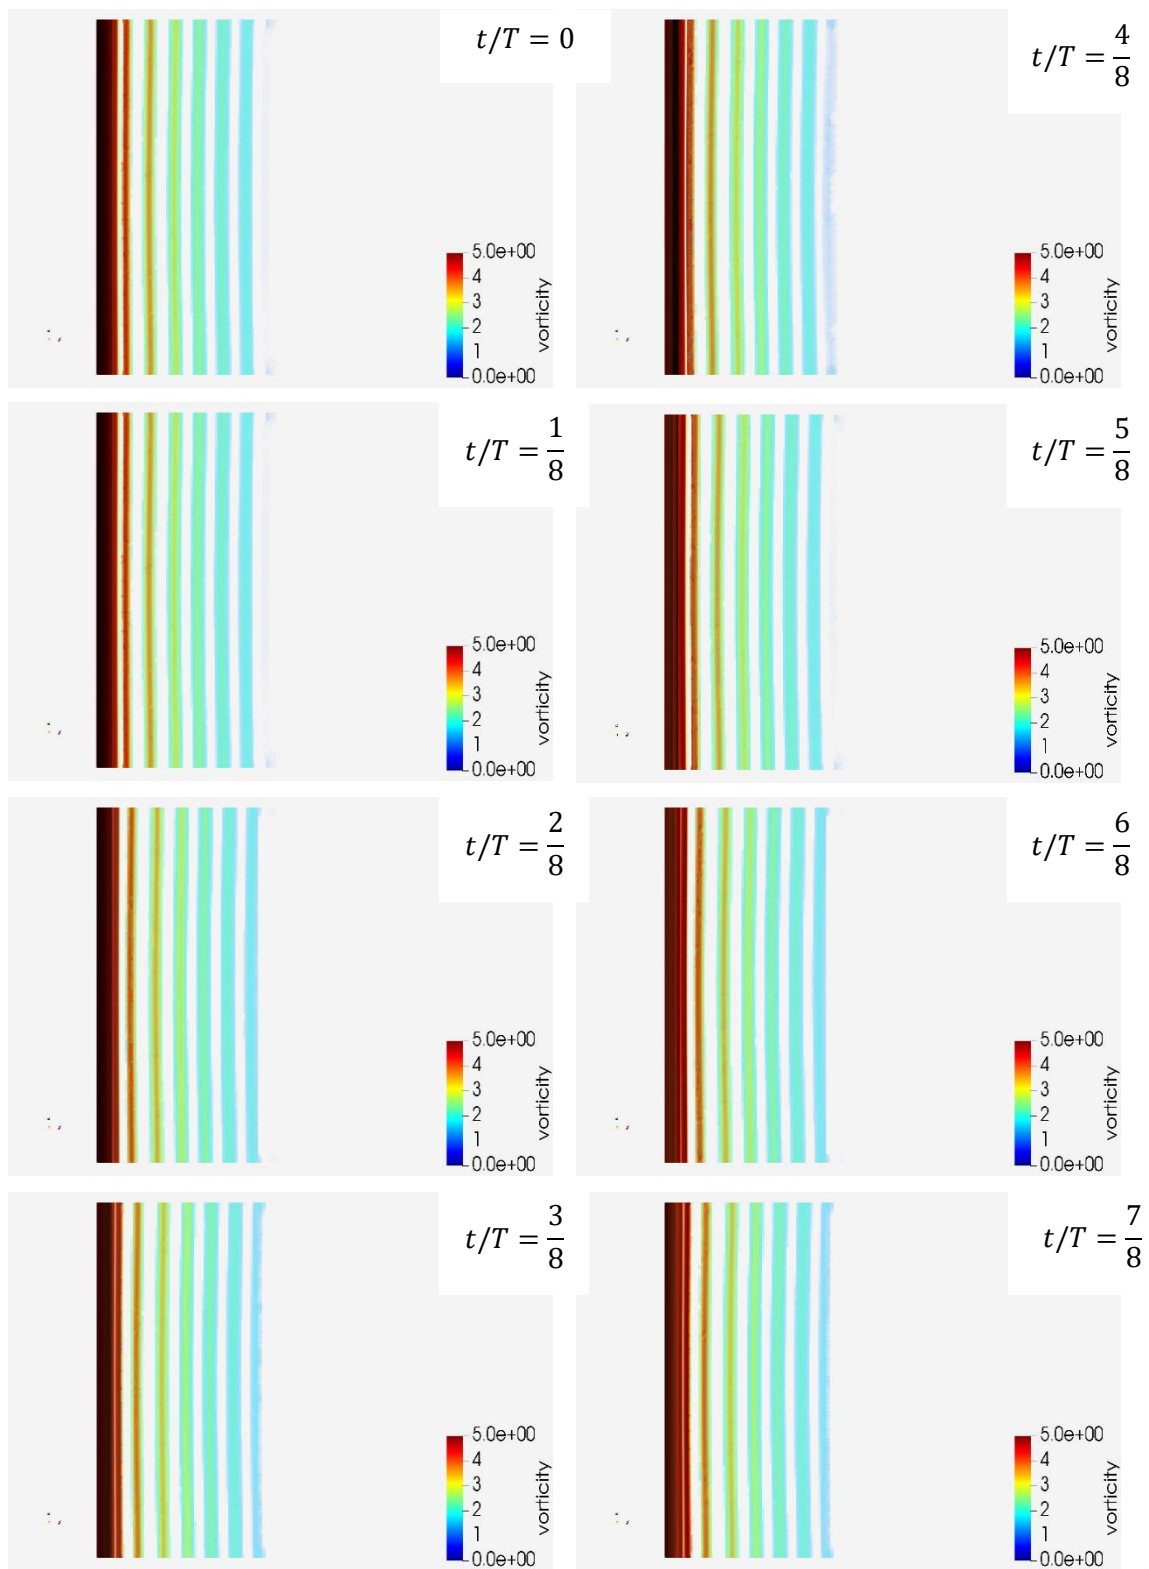 t/T = 0
5.0e+00
4
3
2
1
0.0e+00
vorticity
t/T = 4/8
5.0e+00
4
3
2
1
0.0e+00
vorticity
t/T = 1/8
5.0e+00
4
3
2
1
0.0e+00
vorticity
t/T = 5/8
5.0e+00
4
3
2
1
0.0e+00
vorticity
t/T = 2/8
5.0e+00
4
3
2
1
0.0e+00
vorticity
t/T = 6/8
5.0e+00
4
3
2
1
0.0e+00
vorticity
t/T = 3/8
5.0e+00
4
3
2
1
0.0e+00
vorticity
t/T = 7/8
5.0e+00
4
3
2
1
0.0e+00
vorticity